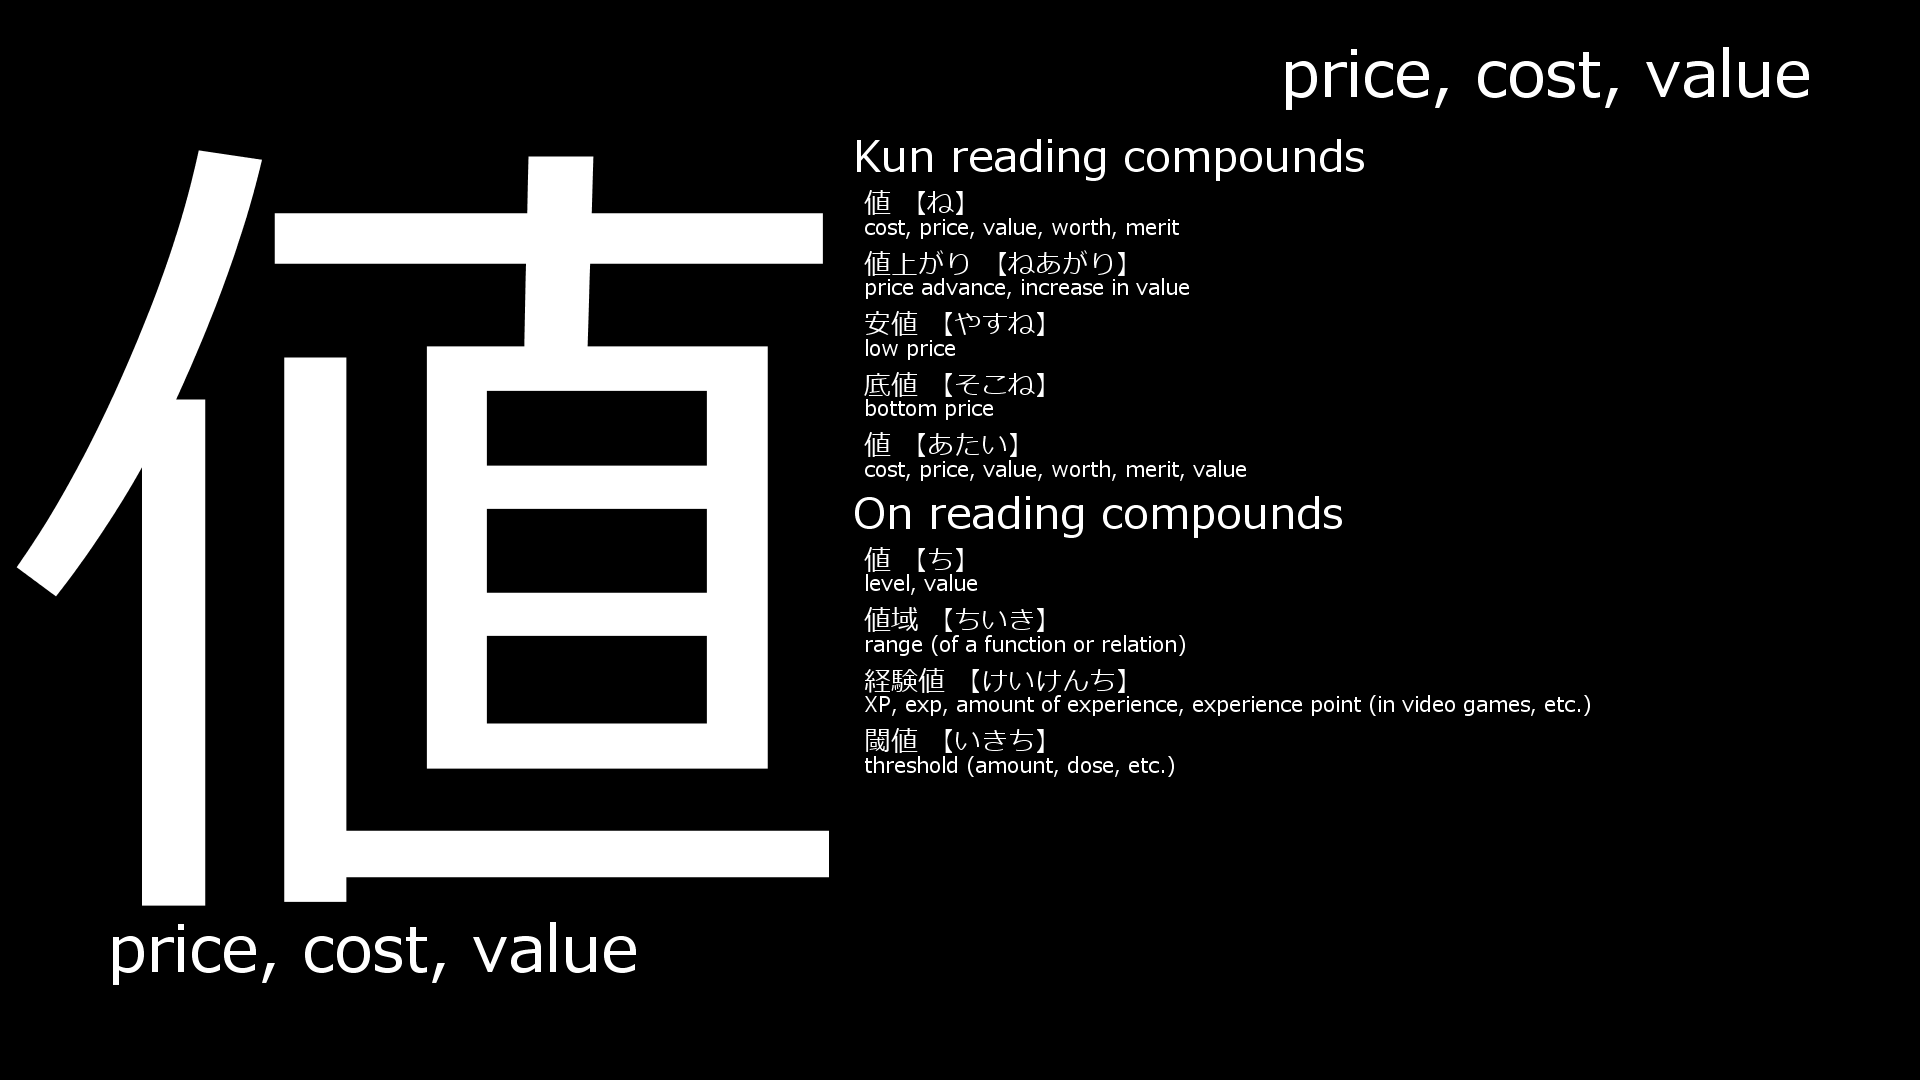 price, cost, value
値
price, cost, value
Kun reading compounds
値 【ね】
cost, price, value, worth, merit
値上がり 【ねあがり】
price advance, increase in value
安値 【やすね】
low price
底値 【そこね】
bottom price
値 【あたい】
cost, price, value, worth, merit, value
On reading compounds
値 【ち】
level, value
値域 【ちいき】
range (of a function or relation)
経験値 【けいけんち】
XP, exp, amount of experience, experience point (in video games, etc.)
閾値 【いきち】
threshold (amount, dose, etc.)